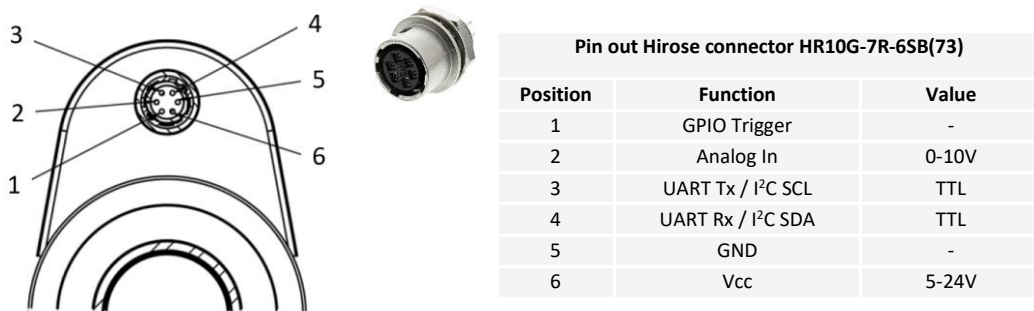 3
4
2
5
1
6
Pin out Hirose connector HR10G-7R-6SB(73)
Position Function Value
1 GPIO Trigger -
2 Analog In 0-10V
3 UART Tx / I²C SCL TTL
4 UART Rx / I²C SDA TTL
5 GND -
6 Vcc 5-24V